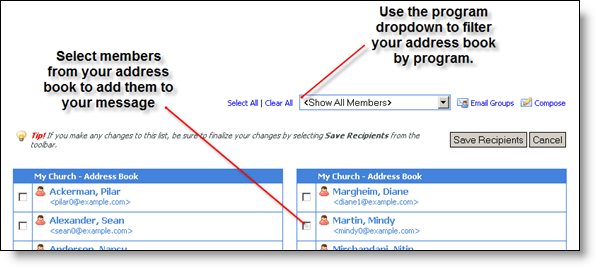 Use the program
dropdown to filter
your address book
by program.
Select members
from your address
book to add them to
your message
Select All | Clear All
<Show All Members>
Email Groups
Compose
Tip! If you make any changes to this list, be sure to finalize your changes by selecting Save Recipients from the
toolbar.
Save Recipients
Cancel
My Church - Address Book
Ackerman, Pilar
<pilar0@example.com>
Alexander, Sean
<sean0@example.com>
Anderson, Nancy
My Church - Address Book
Margheim, Diane
<diane1@example.com>
Martin, Mindy
<mindy0@example.com>
Mirchandani, Nitin